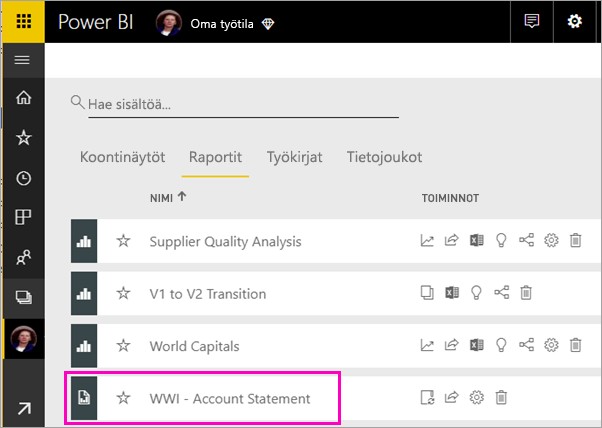 Power BI Oma työtila
Hae sisältöä...
Koontinäytöt Raportit Työkirjat Tietojoukot
NIMI TOIMINNOT
Supplier Quality Analysis
V1 to V2 Transition
World Capitals
WWI - Account Statement